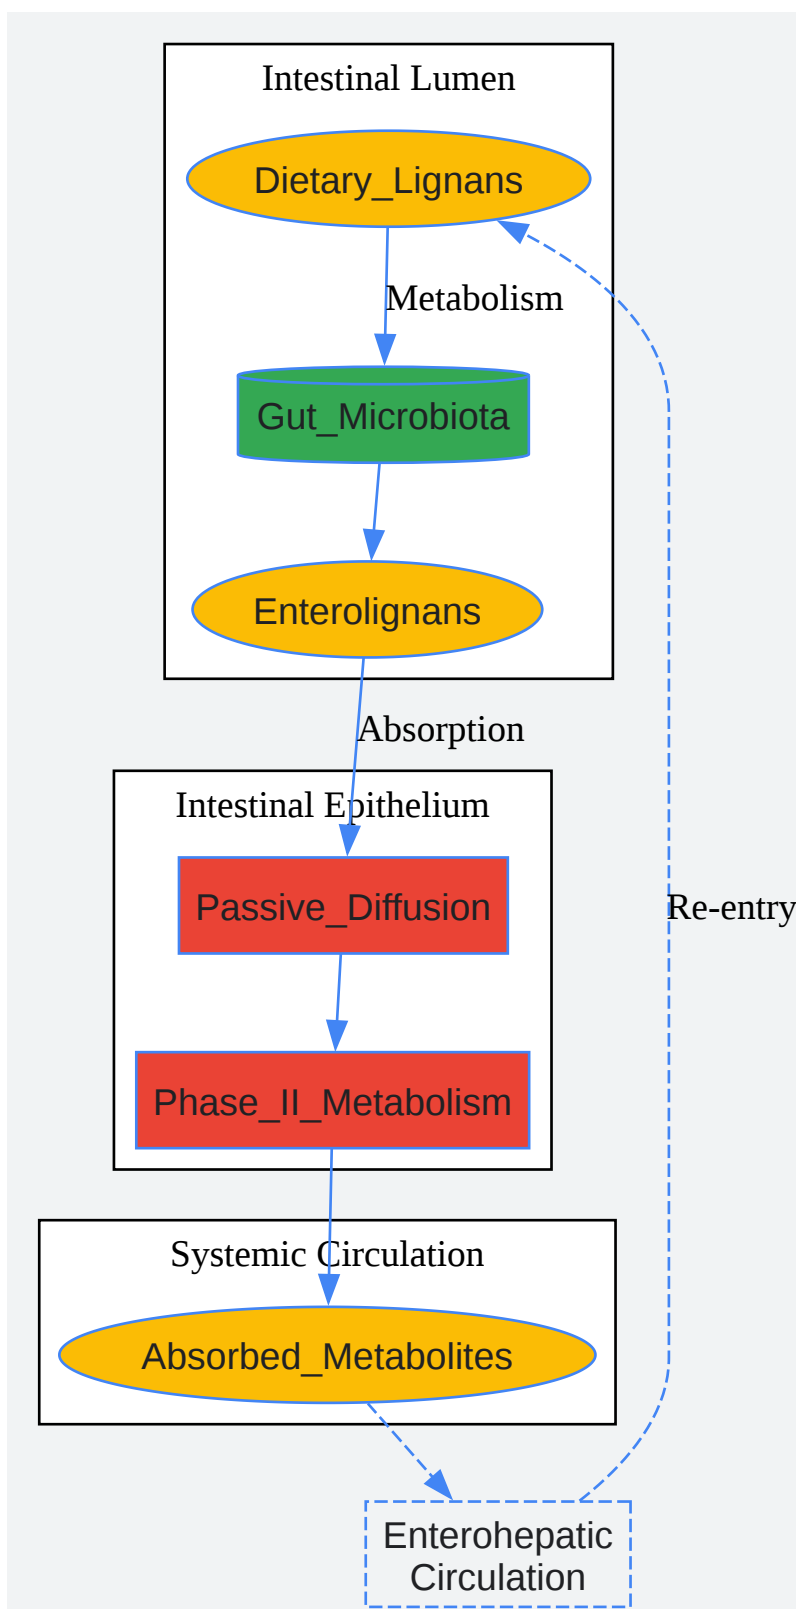 Intestinal Lumen
Dietary_Lignans
Metabolism
Gut_Microbiota
Enterolignans
Absorption
Intestinal Epithelium
Passive_Diffusion
Re-entry
Phase_II_Metabolism
Systemic Circulation
Absorbed_Metabolites
Enterohepatic
Circulation